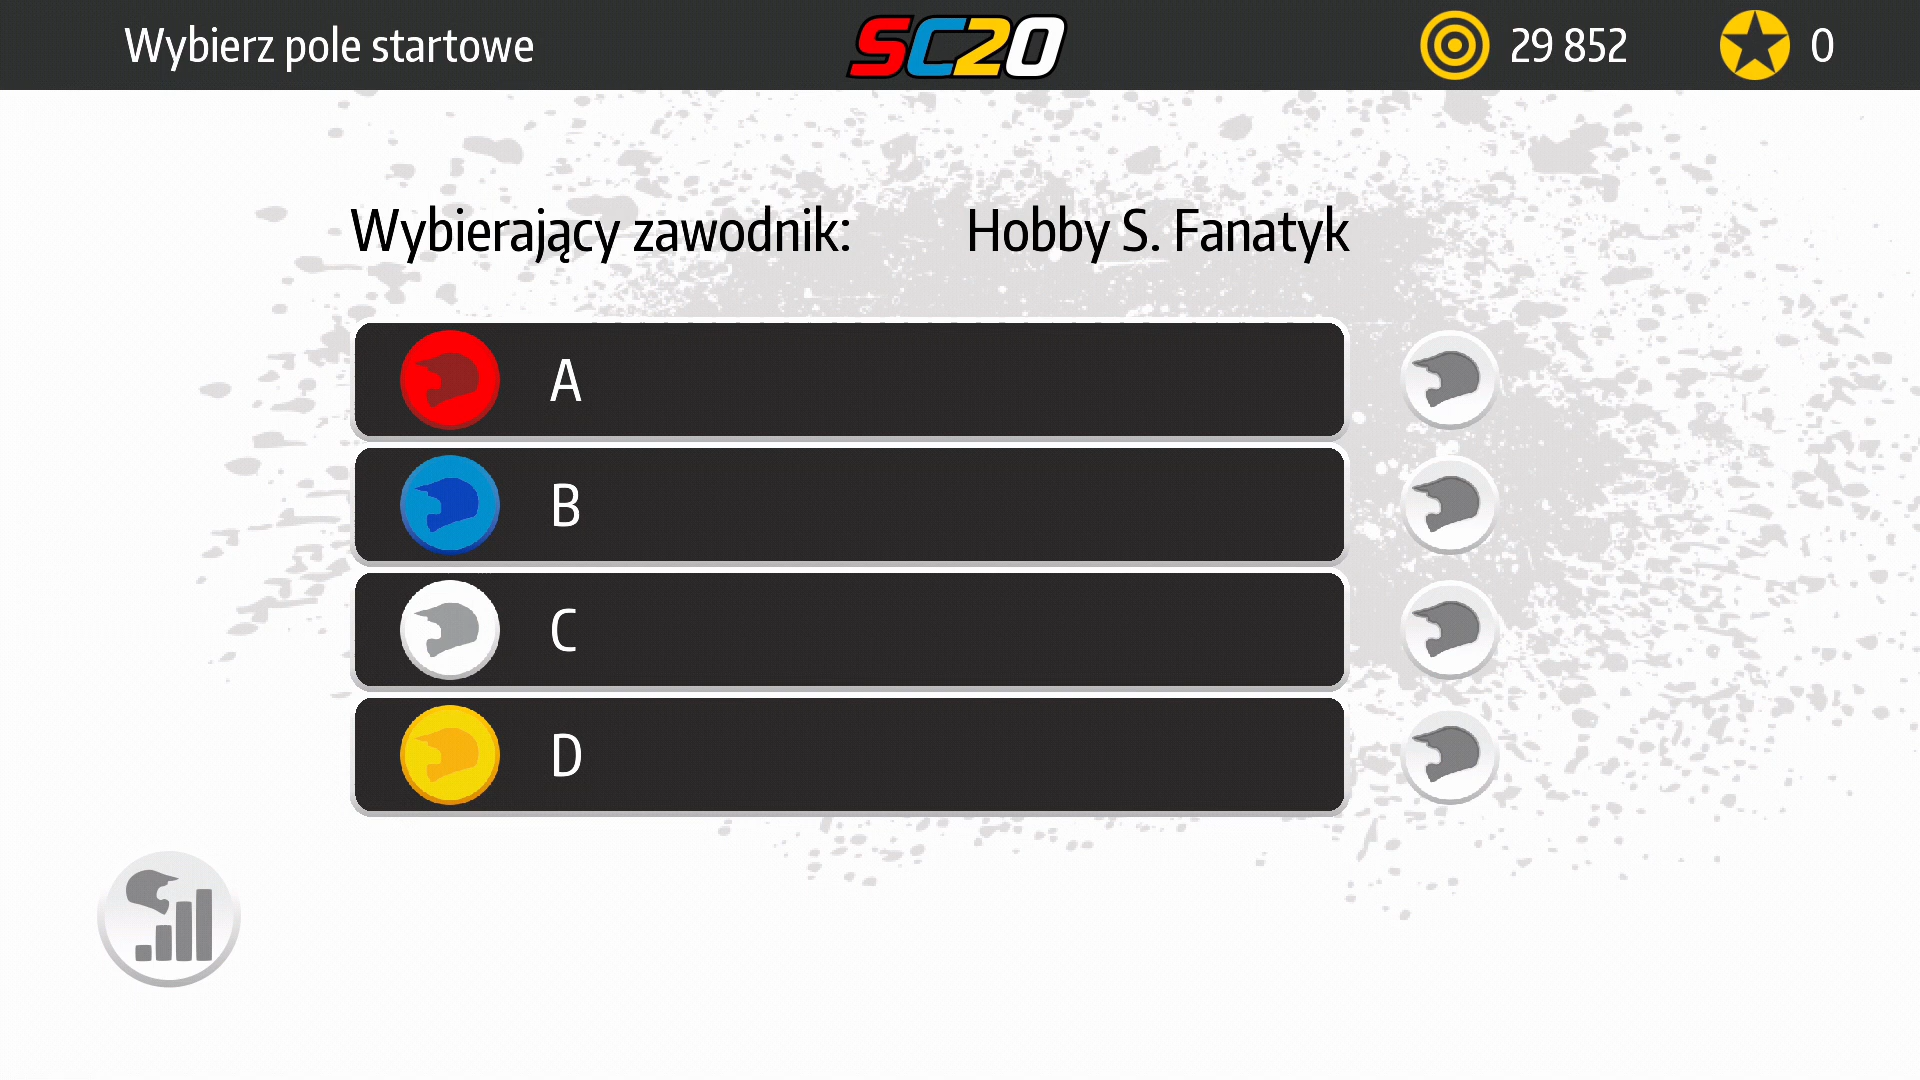 Wybierz pole startowe
SC20
29 852
0
Wybierający zawodnik: Hobby S. Fanatyk
A
B
C
D